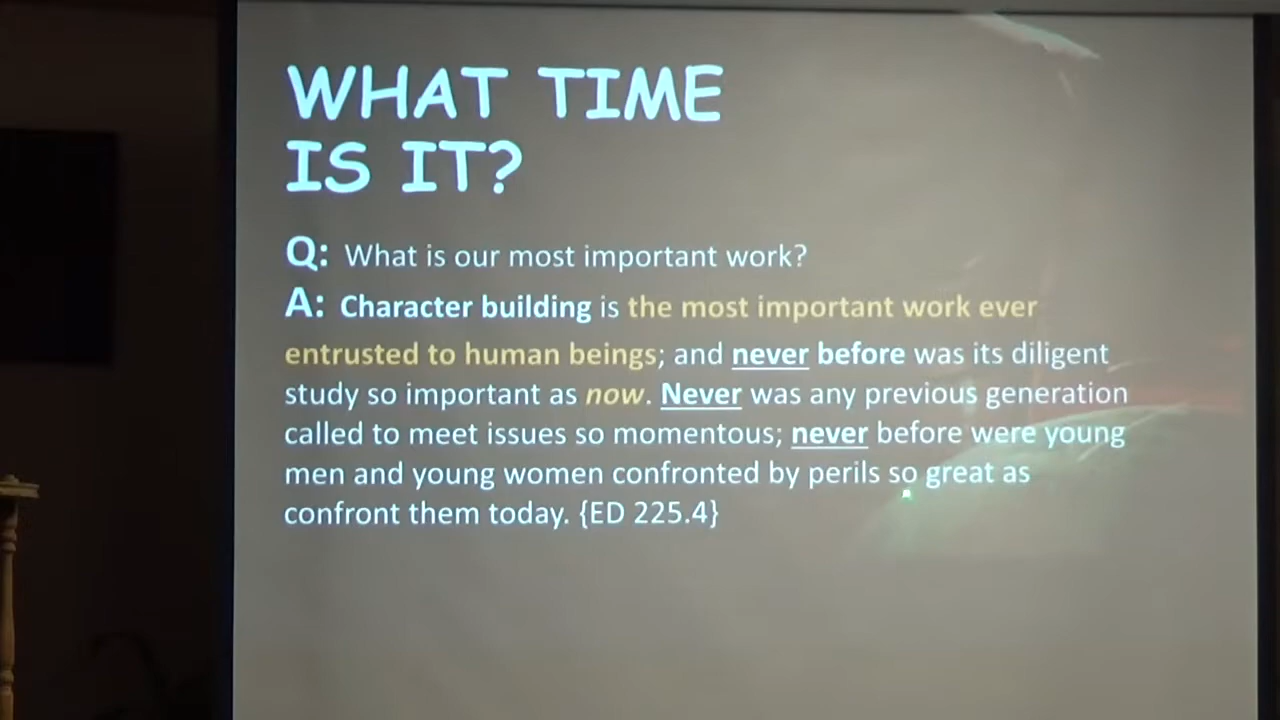 WHAT TIME
IS IT?
Q: What is our most important work?
A: Character building is the most important work ever
entrusted to human beings; and never before was its diligent
study so important as now. Never was any previous generation
called to meet issues so momentous; never before were young
men and young women confronted by perils so great as
confront them today. {ED 225.4}